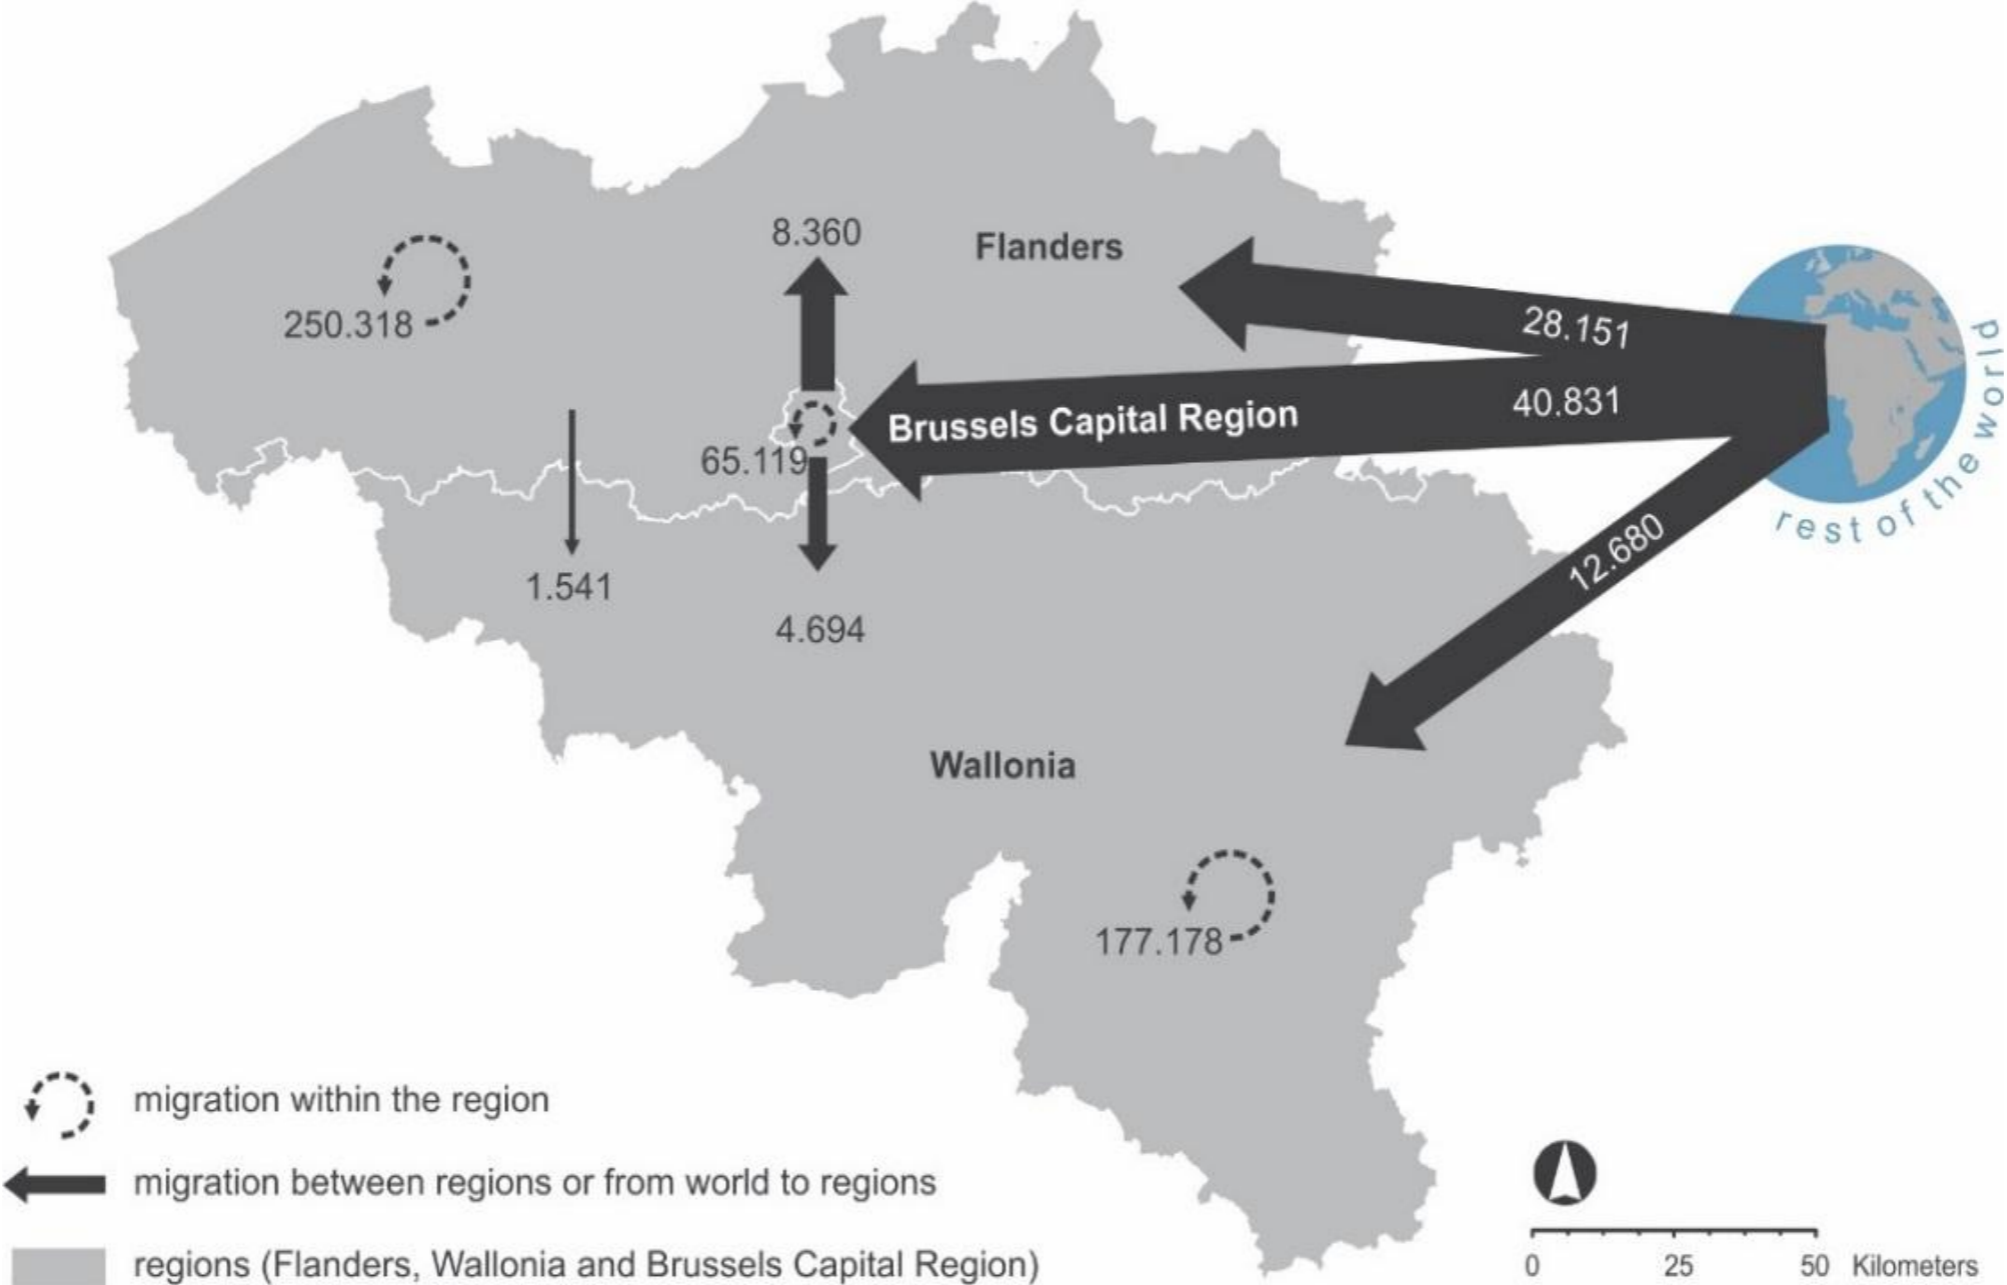 8.360
Flanders
250.318
28.151
40.831
Brussels Capital Region
65.119
rest of the world
12.680
1.541
4.694
Wallonia
177.178
migration within the region
migration between regions or from world to regions
regions (Flanders, Wallonia and Brussels Capital Region)
0 25 50 Kilometers